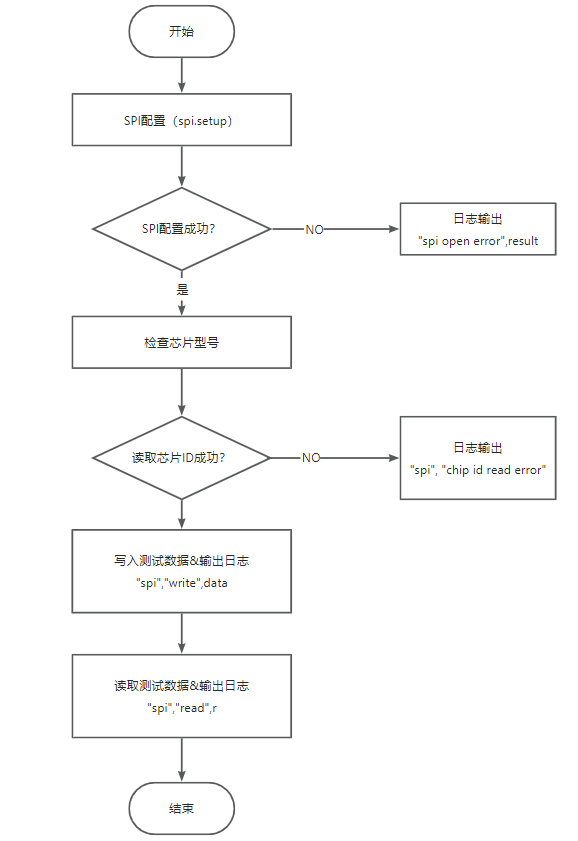 开始
SPI配置（spi.setup）
SPI配置成功?
NO
日志输出
"spi open error",result
是
检查芯片型号
读取芯片ID成功?
NO
日志输出
"spi", "chip id read error"
写入测试数据&输出日志
"spi","write",data
读取测试数据&输出日志
"spi","read",r
结束